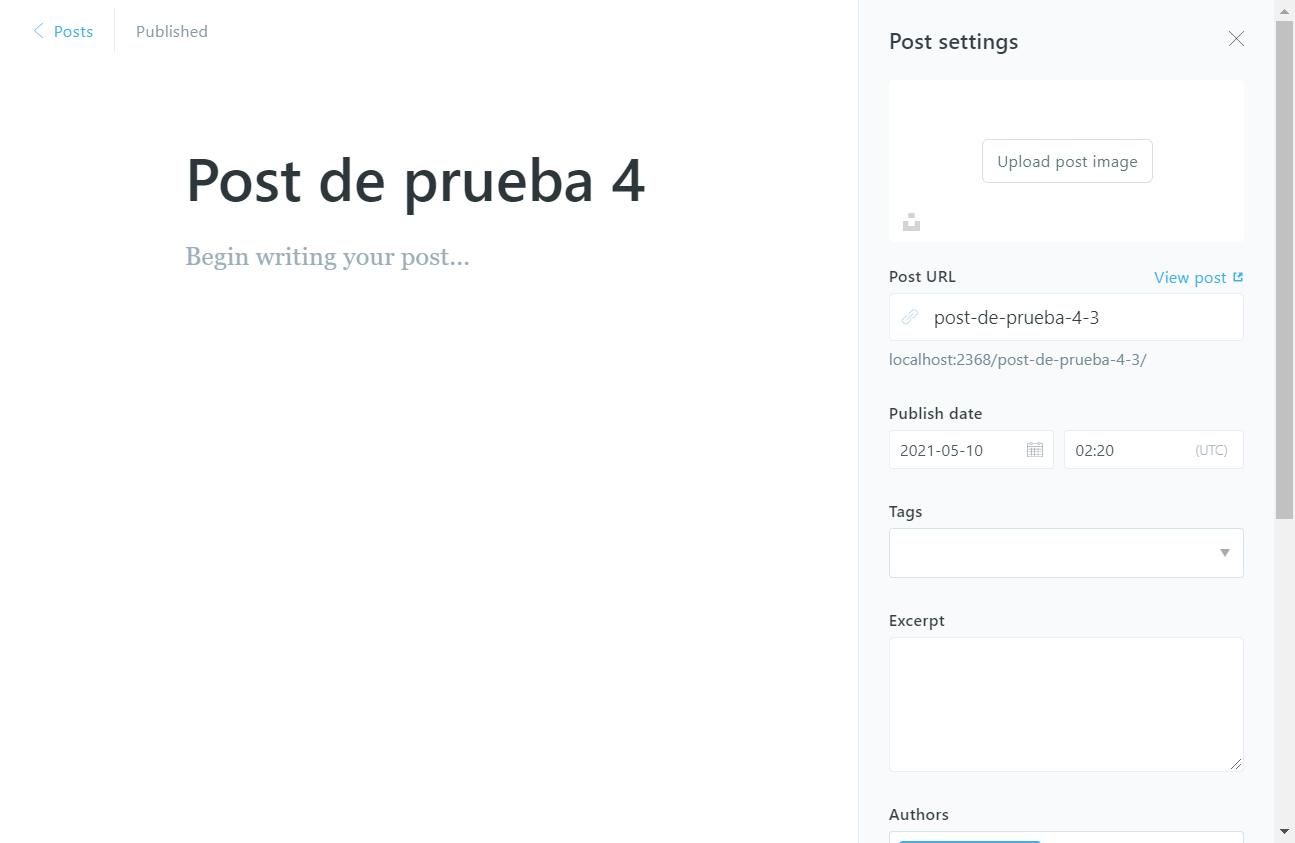 Posts
Published
Post de prueba 4
Begin writing your post...
Post settings
Upload post image
Post URL
View post
post-de-prueba-4-3
localhost:2368/post-de-prueba-4-3/
Publish date
2021-05-10
02:20
(UTC)
Tags
Excerpt
Authors